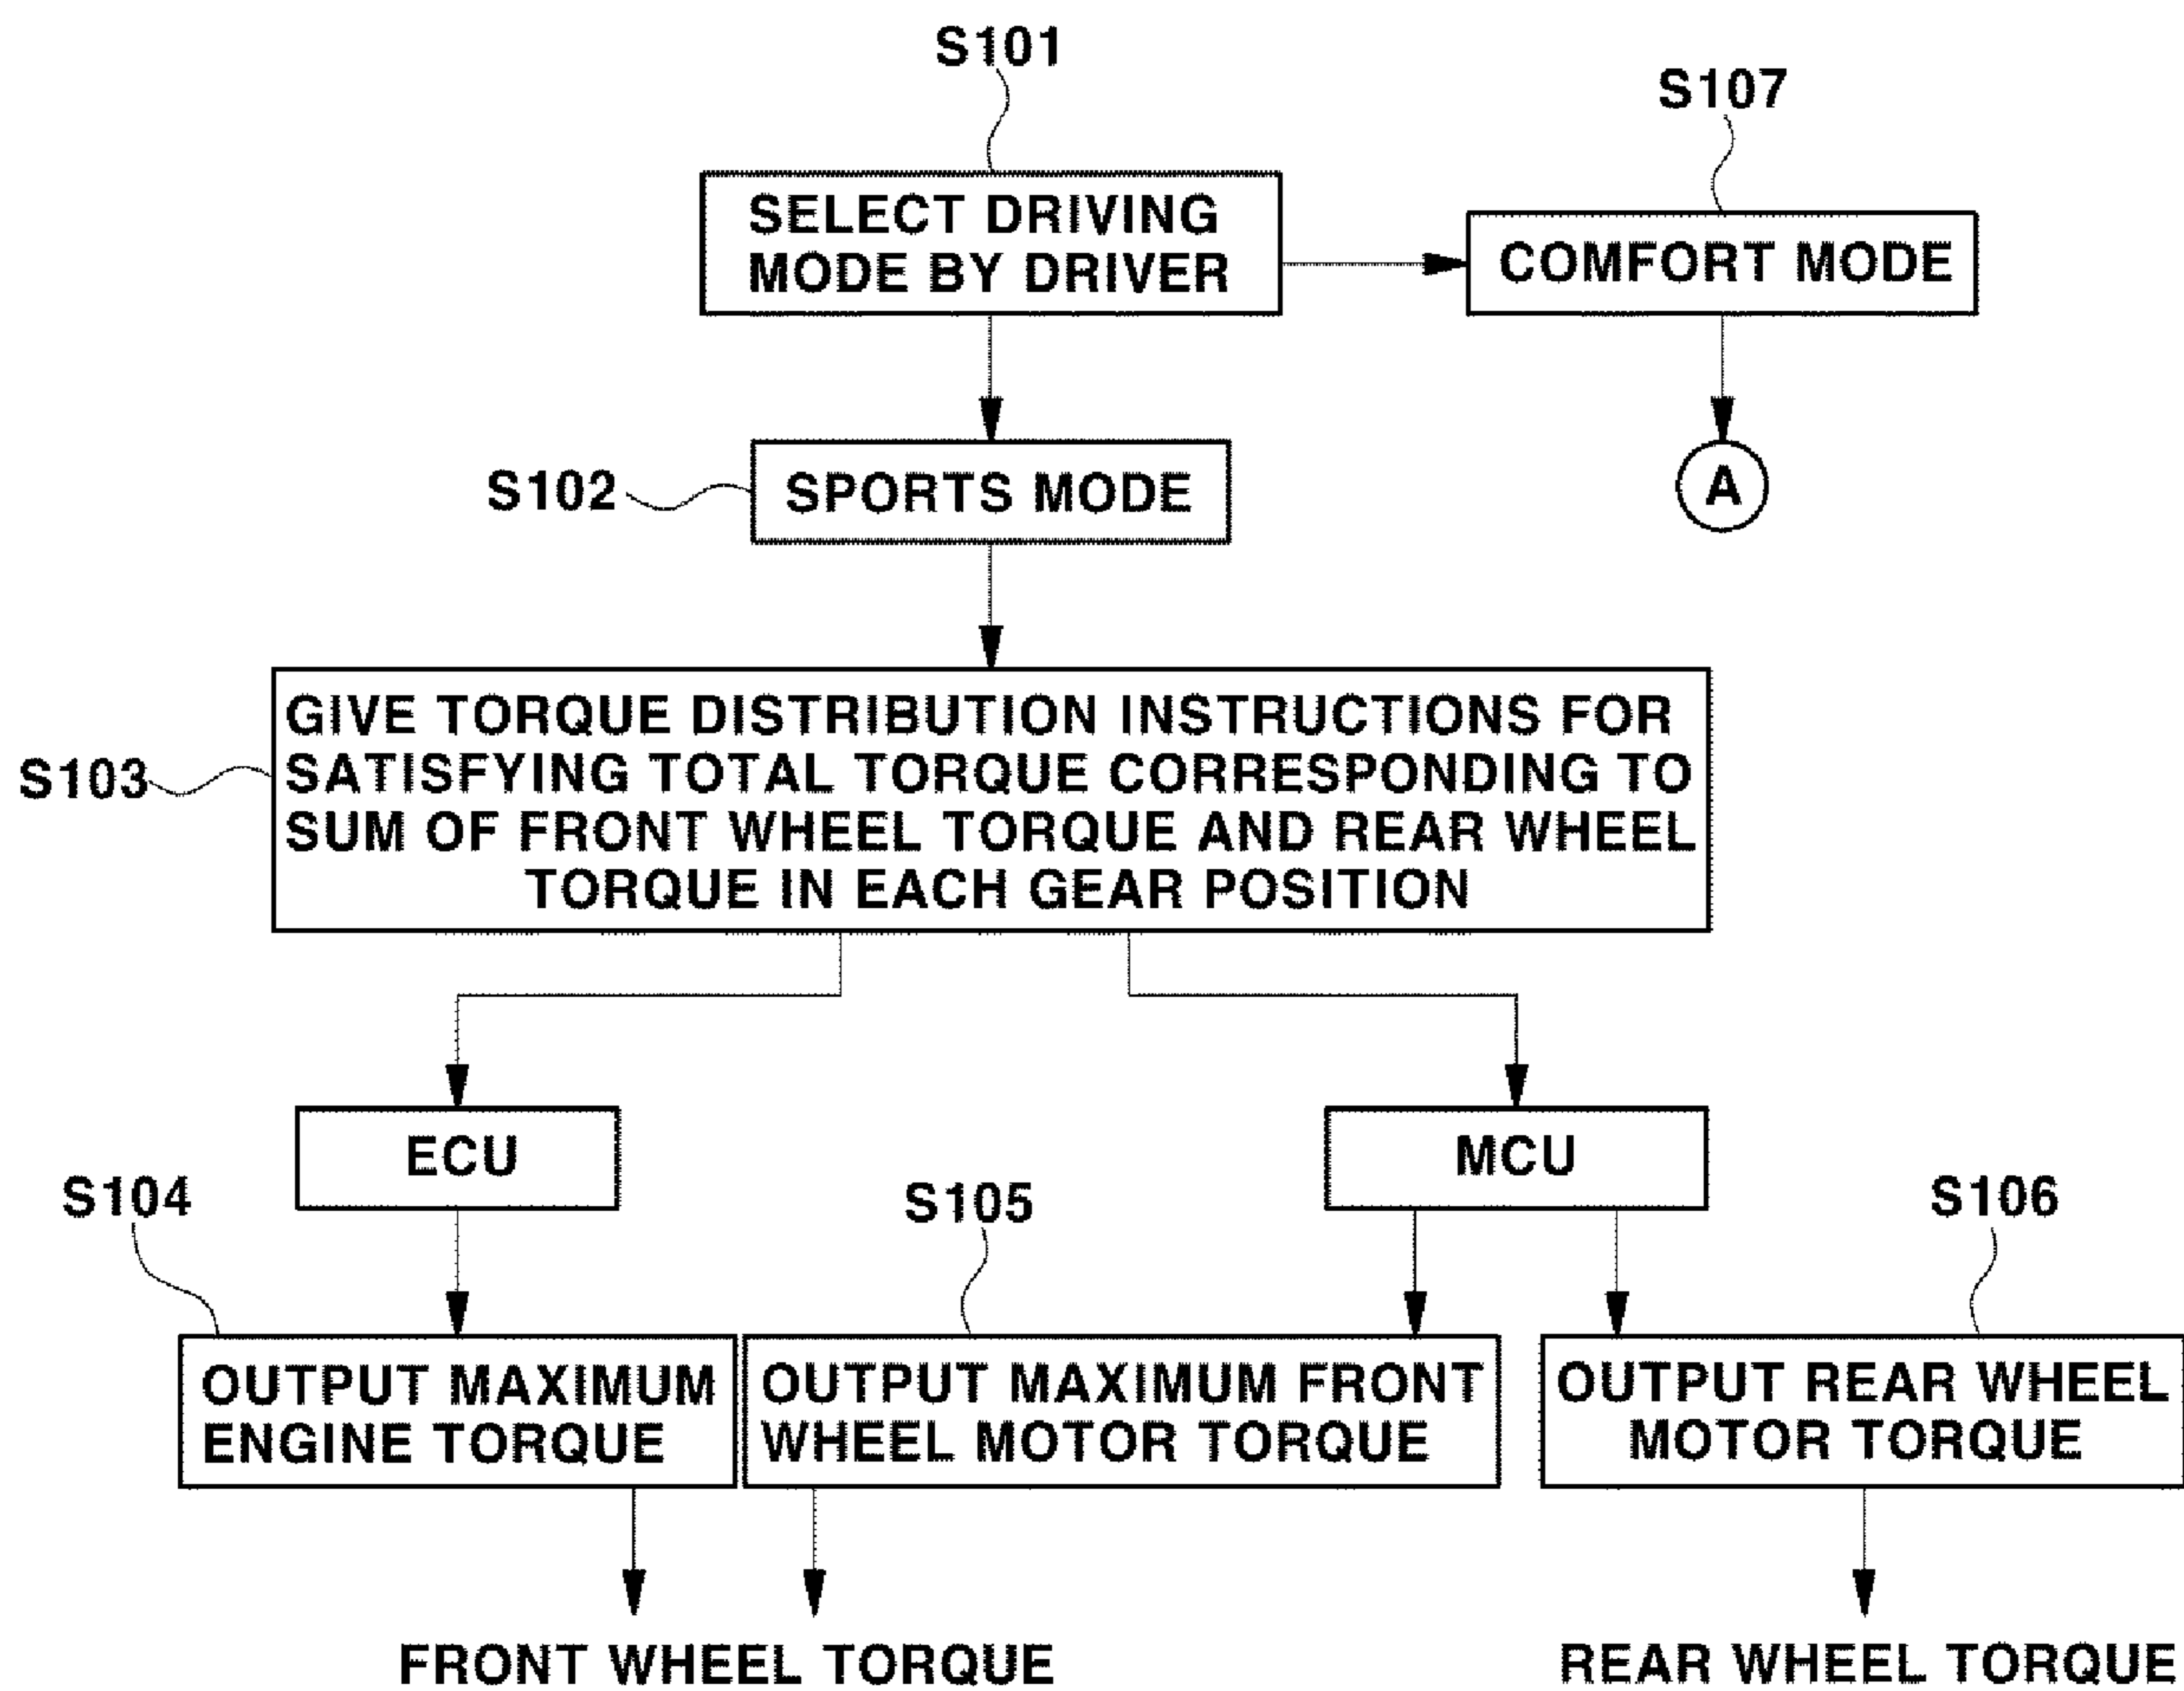 S101
S107
SELECT DRIVING
MODE BY DRIVER
COMFORT MODE
S102
SPORTS MODE
A
S103
GIVE TORQUE DISTRIBUTION INSTRUCTIONS FOR
SATISFYING TOTAL TORQUE CORRESPONDING TO
SUM OF FRONT WHEEL TORQUE AND REAR WHEEL
TORQUE IN EACH GEAR POSITION
ECU
MCU
S104
S105
S106
OUTPUT MAXIMUM
ENGINE TORQUE
OUTPUT MAXIMUM FRONT
WHEEL MOTOR TORQUE
OUTPUT REAR WHEEL
MOTOR TORQUE
FRONT WHEEL TORQUE
REAR WHEEL TORQUE